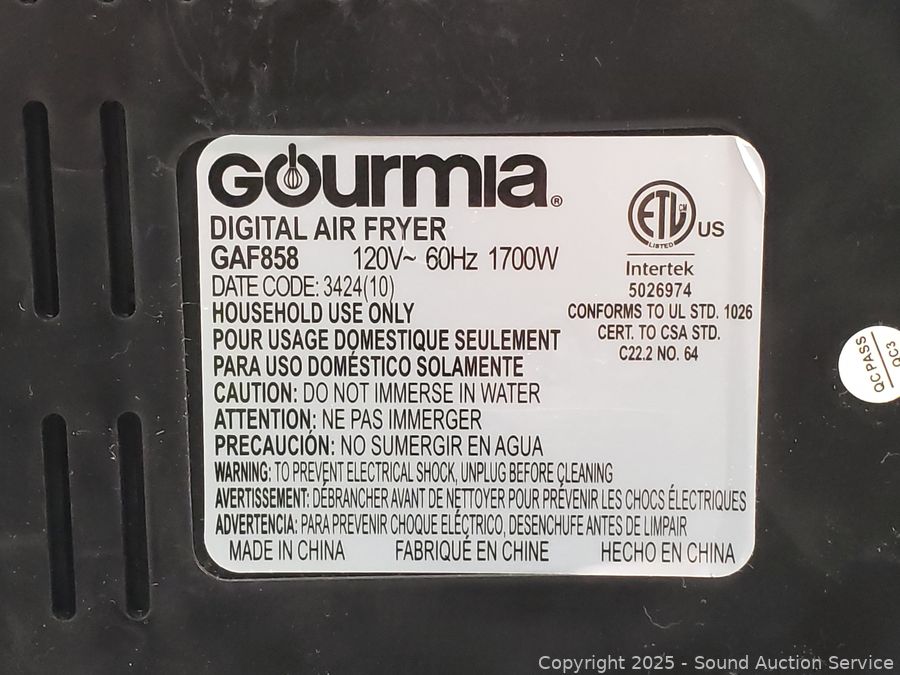 GOURMIA®
DIGITAL AIR FRYER
GAF858 120V~ 60Hz 1700W
DATE CODE: 3424(10)
HOUSEHOLD USE ONLY
POUR USAGE DOMESTIQUE SEULEMENT
PARA USO DOMÉSTICO SOLAMENTE
CAUTION: DO NOT IMMERSE IN WATER
ATTENTION: NE PAS IMMERGER
PRECAUCIÓN: NO SUMERGIR EN AGUA
WARNING: TO PREVENT ELECTRICAL SHOCK, UNPLUG BEFORE CLEANING
AVERTISSEMENT: DÉBRANCHER AVANT DE NETTOYER POUR PRÉVENIR LES CHOCS ÉLECTRIQUES
ADVERTENCIA: PARA PREVENIR CHOQUE ELÉCTRICO, DESENCHUFE ANTES DE LIMPIAR
MADE IN CHINA FABRIQUÉ EN CHINE HECHO EN CHINA
ETL CM US
LISTED
Intertek
5026974
CONFORMS TO UL STD. 1026
CERT. TO CSA STD.
C22.2 NO. 64
QC PASS
QC3
Copyright © 2025 - Sound Auction Service